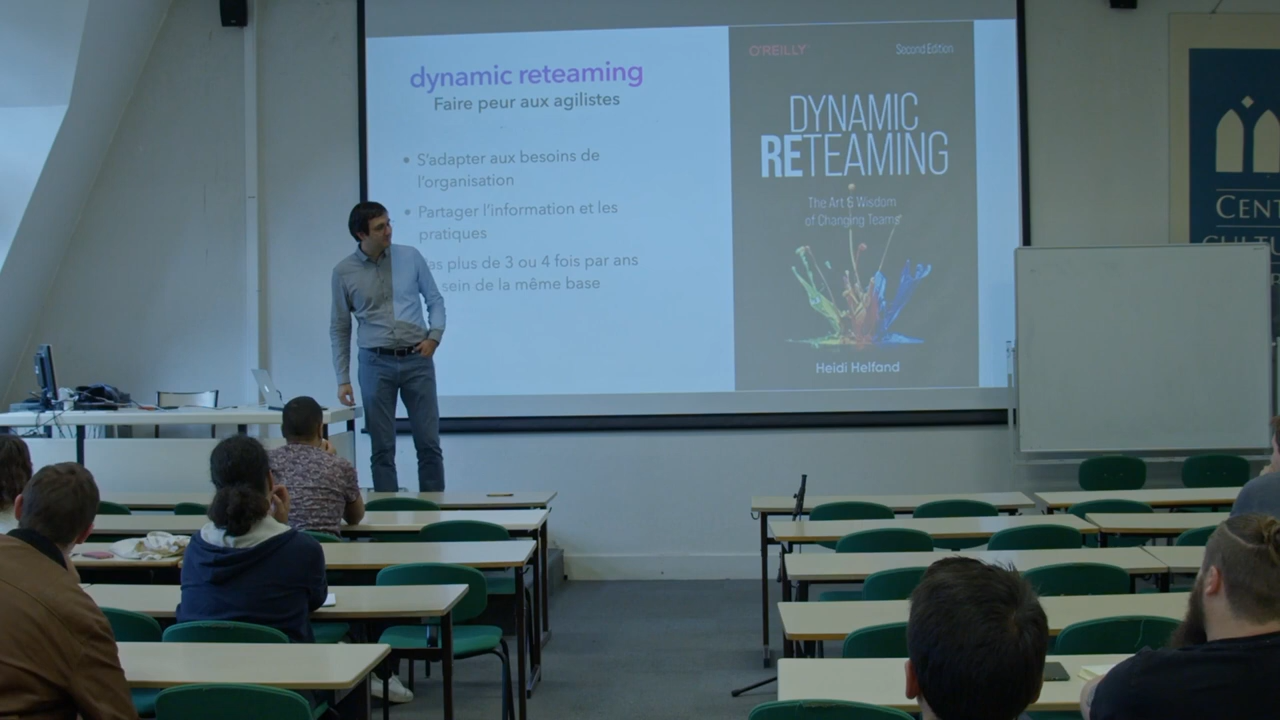 dynamic reteaming
Faire peur aux agilistes
• S'adapter aux besoins de
l'organisation
• Partager l'information et les
pratiques
as plus de 3 ou 4 fois par ans
sein de la même base
O'REILLY
Second Edition
DYNAMIC
RETEAMING
The Art & Wisdom
of Changing Teams
Heidi Helfand
CENT
CULTU